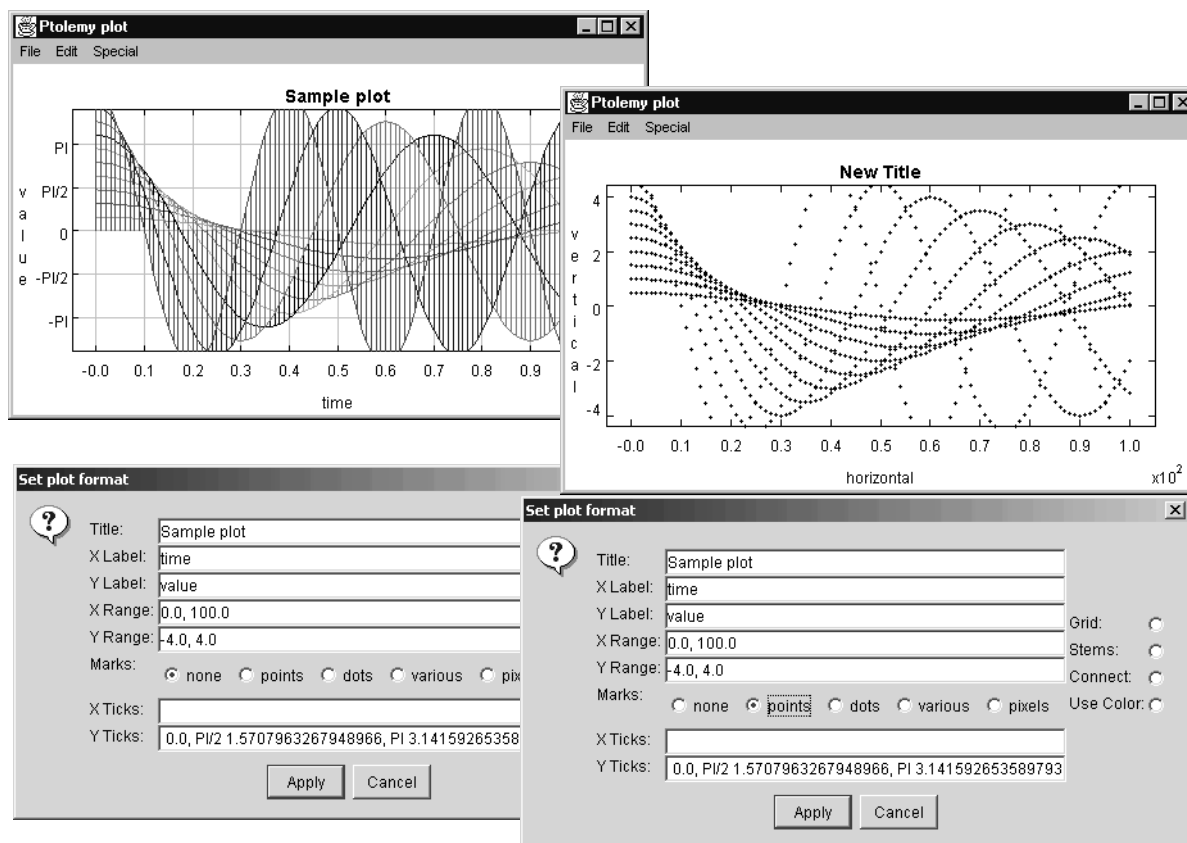 Ptolemy plot
File Edit Special
Sample plot
PI
PI/2
0
-PI/2
-PI
value
-0.0 0.1 0.2 0.3 0.4 0.5 0.6 0.7 0.8 0.9
time
Ptolemy plot
File Edit Special
New Title
4
2
0
-2
-4
vertical
-0.0 0.1 0.2 0.3 0.4 0.5 0.6 0.7 0.8 0.9 1.0
horizontal
x10²
Set plot format
?
Title: Sample plot
X Label: time
Y Label: value
X Range: 0.0, 100.0
Y Range: -4.0, 4.0
Marks: none points dots various pix
X Ticks:
Y Ticks: 0.0, PI/2 1.5707963267948966, PI 3.14159265358
Apply Cancel
Set plot format
?
Title: Sample plot
X Label: time
Y Label: value
X Range: 0.0, 100.0
Y Range: -4.0, 4.0
Marks: none points dots various pixels
X Ticks:
Y Ticks: 0.0, PI/2 1.5707963267948966, PI 3.141592653589793
Grid:
Stems:
Connect:
Use Color:
Apply Cancel